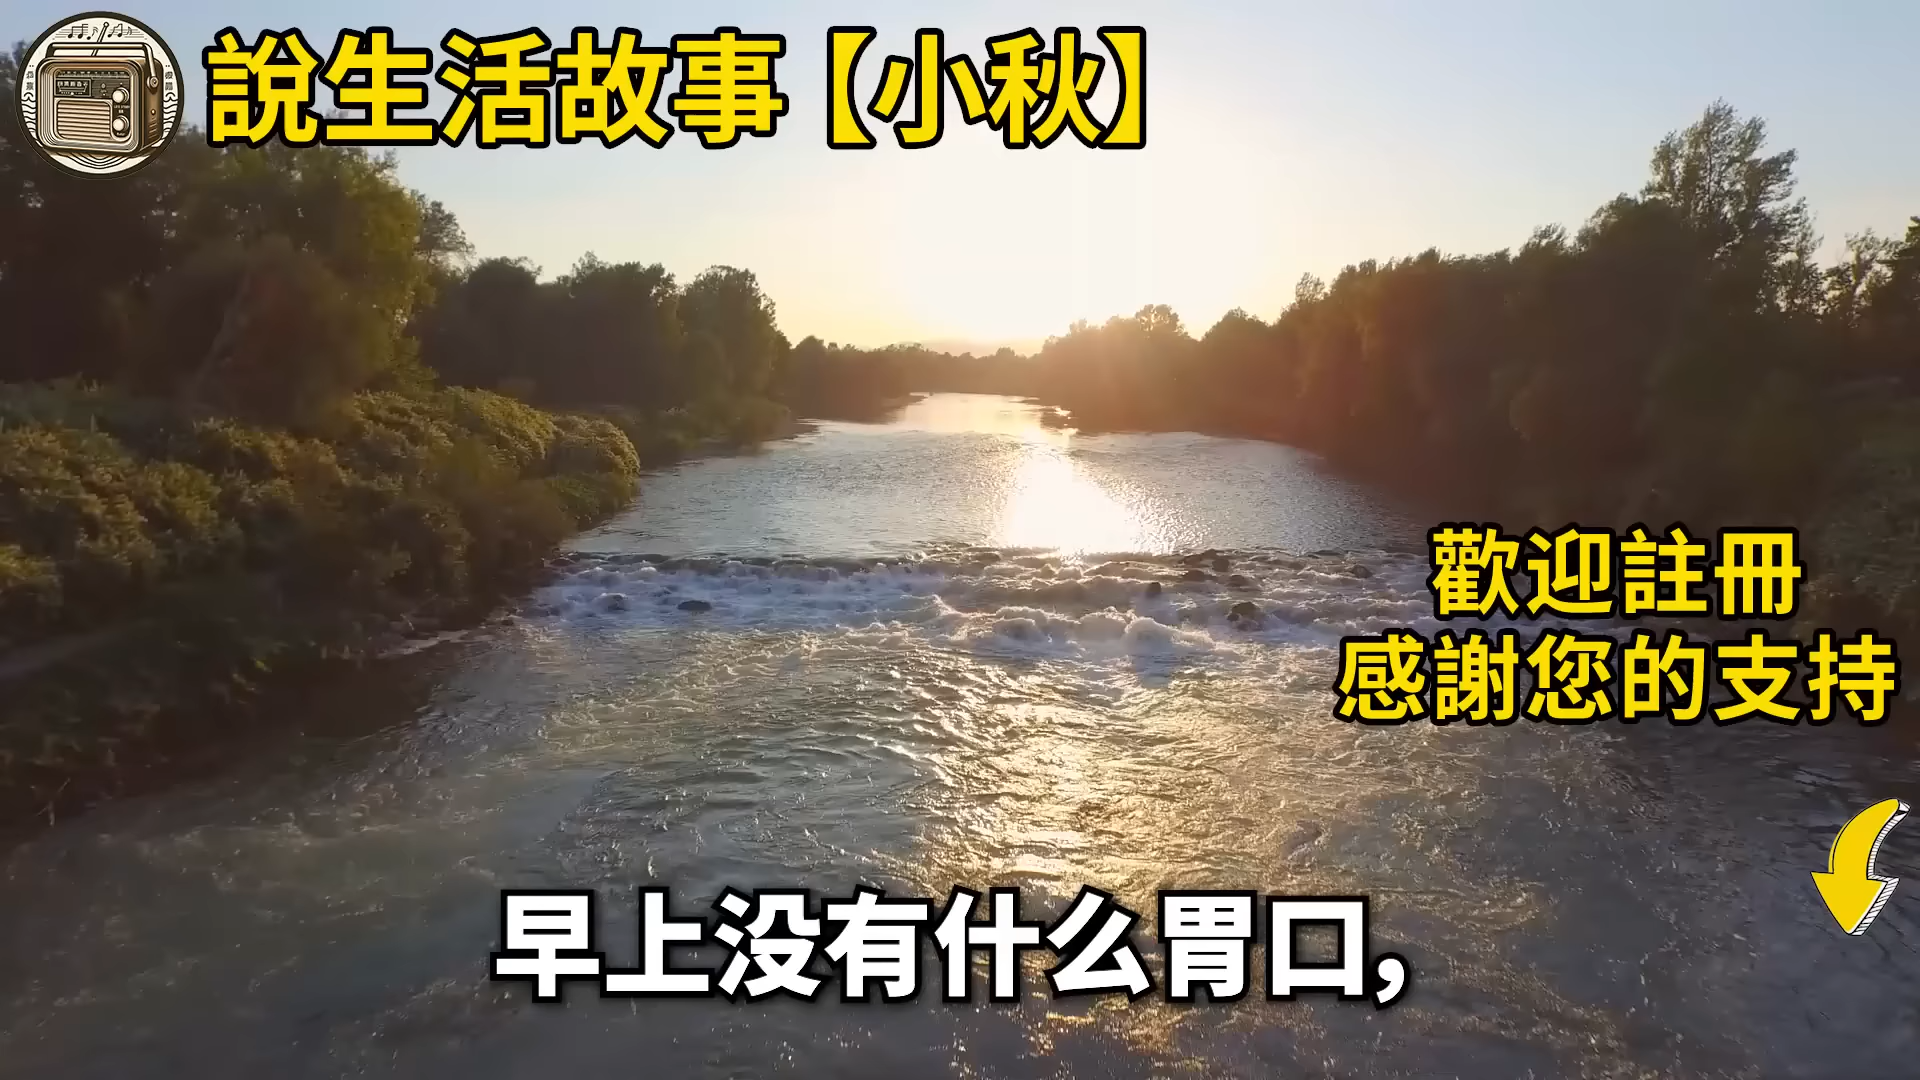 說生活故事【小秋】
歡迎註冊
感謝您的支持
早上没有什么胃口,